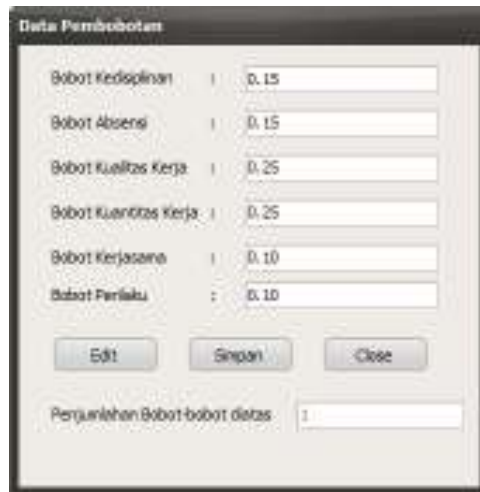 Data Pembobotan
Bobot Kedisiplinan : 0.15
Bobot Absensi : 0.15
Bobot Kualitas Kerja : 0.25
Bobot Kuantitas Kerja : 0.25
Bobot Kerjasama : 0.10
Bobot Perilaku : 0.10
Edit Simpan Close
Penjumlahan Bobot-bobot diatas 1